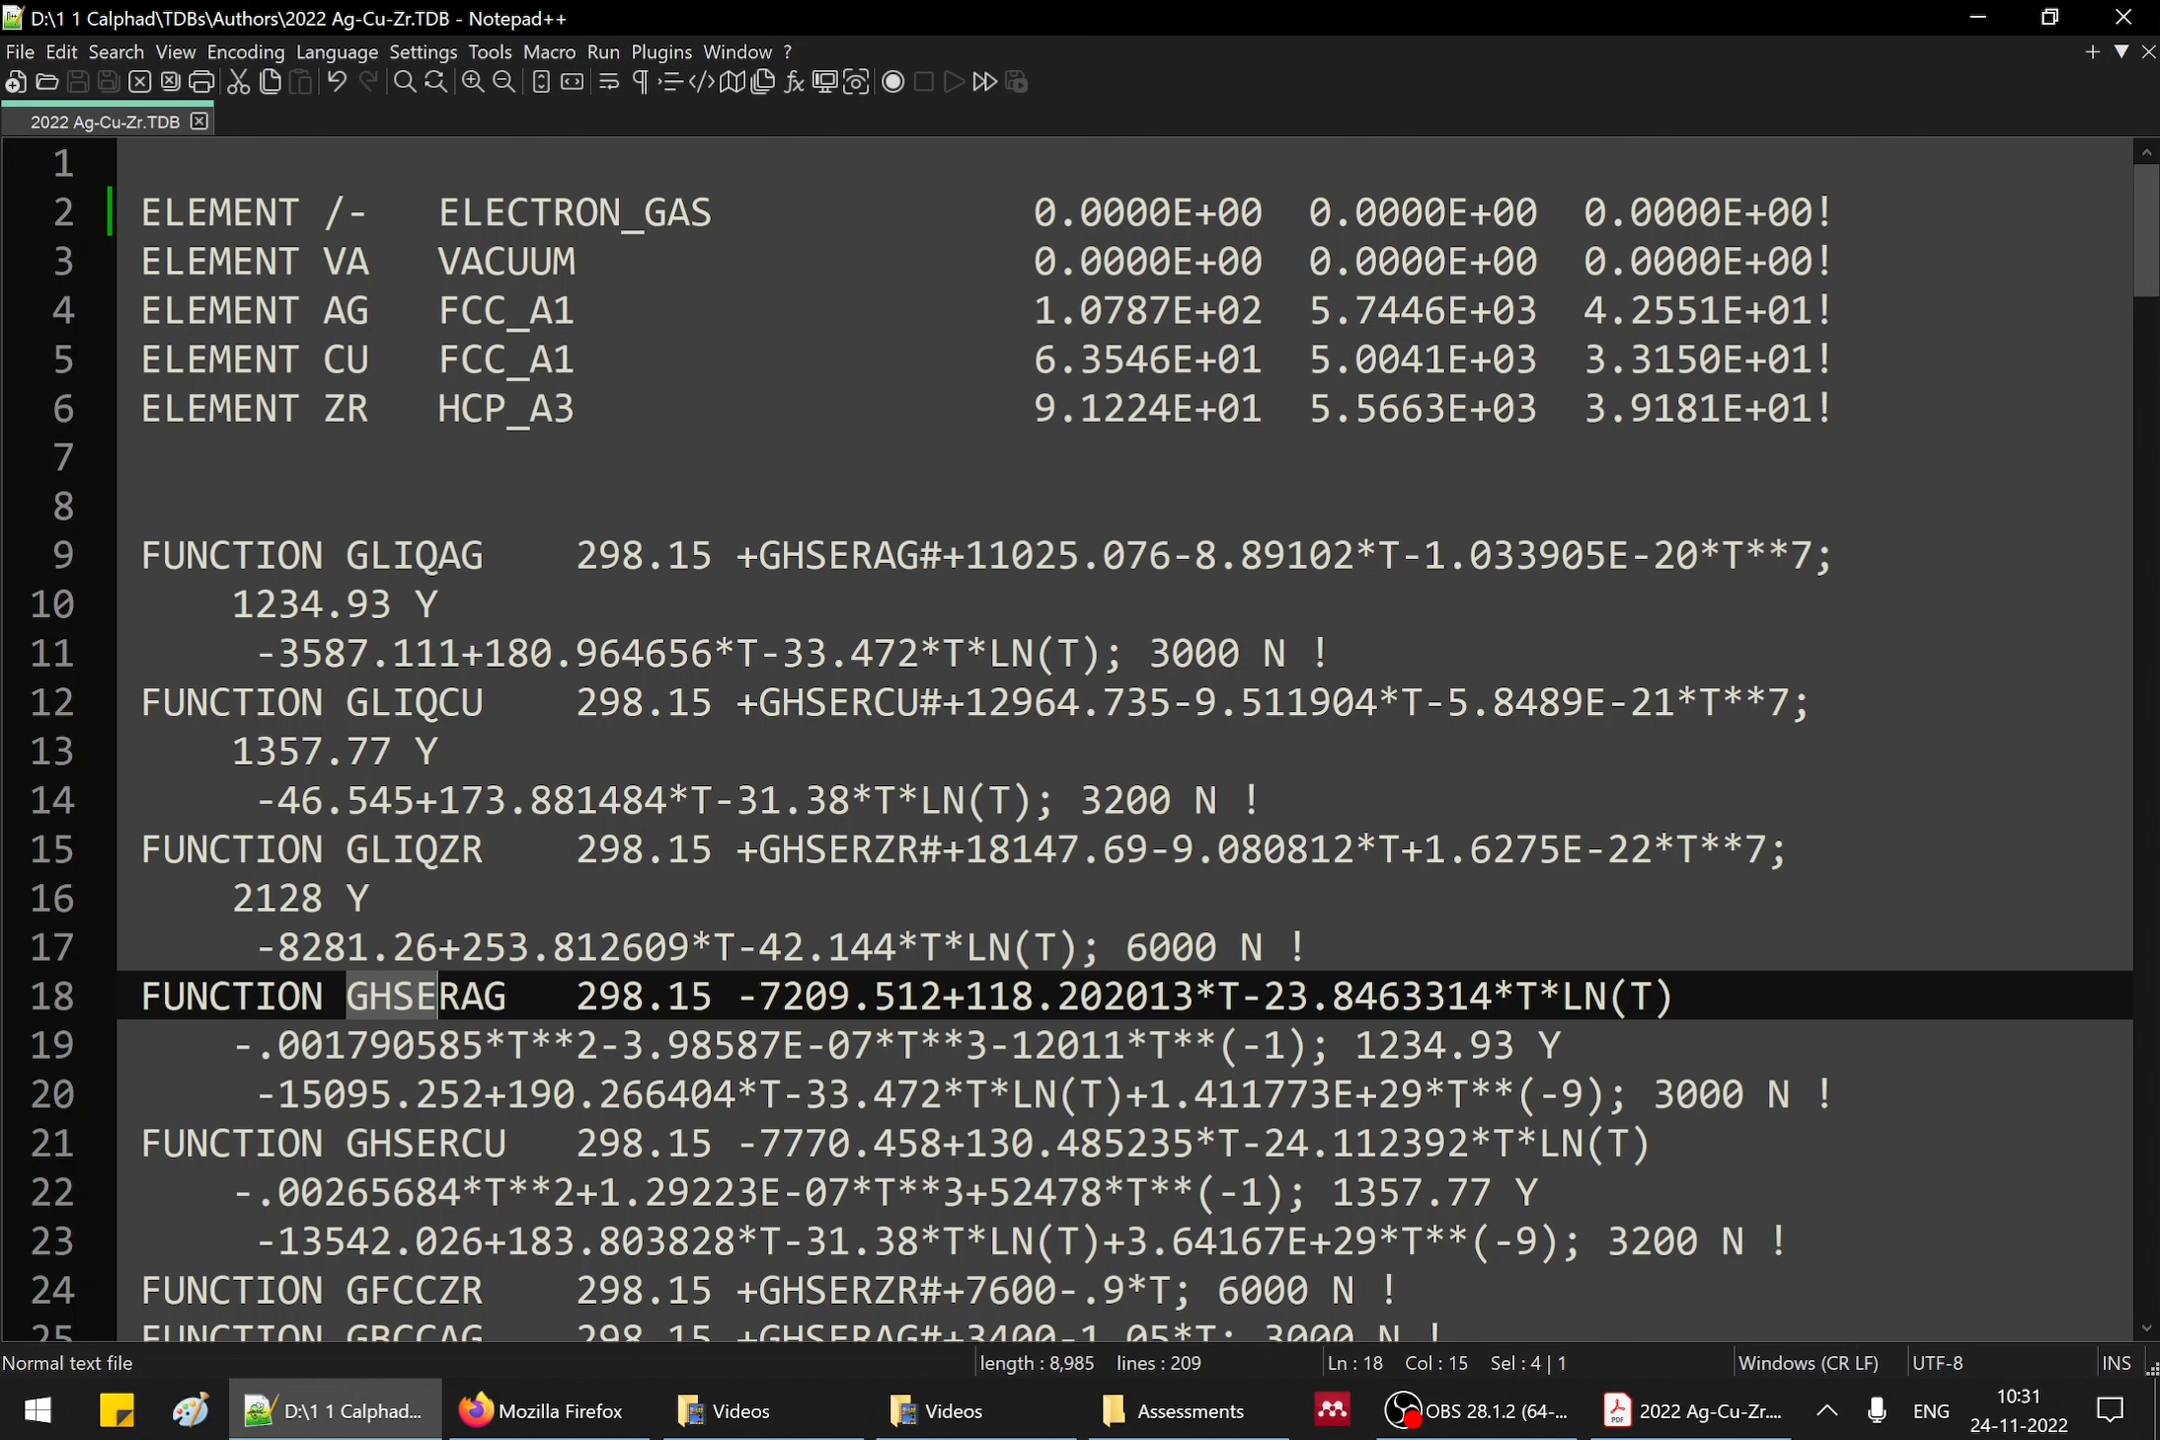 D:\1 1 Calphad\TDBs\Authors\2022 Ag-Cu-Zr.TDB - Notepad++
File Edit Search View Encoding Language Settings Tools Macro Run Plugins Window ?
2022 Ag-Cu-Zr.TDB
1
2 ELEMENT /- ELECTRON_GAS 0.0000E+00 0.0000E+00 0.0000E+00!
3 ELEMENT VA VACUUM 0.0000E+00 0.0000E+00 0.0000E+00!
4 ELEMENT AG FCC_A1 1.0787E+02 5.7446E+03 4.2551E+01!
5 ELEMENT CU FCC_A1 6.3546E+01 5.0041E+03 3.3150E+01!
6 ELEMENT ZR HCP_A3 9.1224E+01 5.5663E+03 3.9181E+01!
7
8
9 FUNCTION GLIQAG 298.15 +GHSERAG#+11025.076-8.89102*T-1.033905E-20*T**7;
10 1234.93 Y
11 -3587.111+180.964656*T-33.472*T*LN(T); 3000 N !
12 FUNCTION GLIQCU 298.15 +GHSERCU#+12964.735-9.511904*T-5.8489E-21*T**7;
13 1357.77 Y
14 -46.545+173.881484*T-31.38*T*LN(T); 3200 N !
15 FUNCTION GLIQZR 298.15 +GHSERZR#+18147.69-9.080812*T+1.6275E-22*T**7;
16 2128 Y
17 -8281.26+253.812609*T-42.144*T*LN(T); 6000 N !
18 FUNCTION GHSERAG 298.15 -7209.512+118.202013*T-23.8463314*T*LN(T)
19 -.001790585*T**2-3.98587E-07*T**3-12011*T**(-1); 1234.93 Y
20 -15095.252+190.266404*T-33.472*T*LN(T)+1.411773E+29*T**(-9); 3000 N !
21 FUNCTION GHSERCU 298.15 -7770.458+130.485235*T-24.112392*T*LN(T)
22 -.00265684*T**2+1.29223E-07*T**3+52478*T**(-1); 1357.77 Y
23 -13542.026+183.803828*T-31.38*T*LN(T)+3.64167E+29*T**(-9); 3200 N !
24 FUNCTION GFCCZR 298.15 +GHSERZR#+7600-.9*T; 6000 N !
25 FUNCTION GBCCAG 298.15 +GHSERAG#+3400-1.05*T; 3000 N !
Normal text file length : 8,985 lines : 209 Ln : 18 Col : 15 Sel : 4 | 1 Windows (CR LF) UTF-8 INS
D:\1 1 Calphad... Mozilla Firefox Videos Videos Assessments OBS 28.1.2 (64-... 2022 Ag-Cu-Zr.... ENG 10:31
24-11-2022